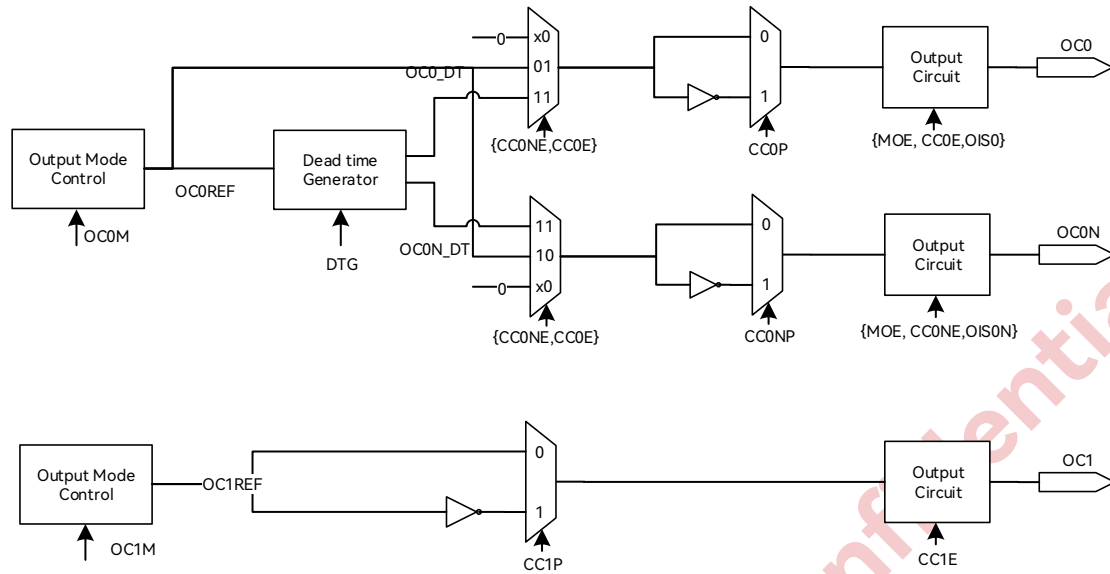 0
x0
01
11
OC0_DT
{CC0NE,CC0E}
0
1
CC0P
Output
Circuit
{MOE, CC0E,OIS0}
OC0
Output Mode
Control
OC0M
OC0REF
Dead time
Generator
DTG
OC0N_DT
11
10
x0
0
{CC0NE,CC0E}
0
1
CC0NP
Output
Circuit
{MOE, CC0NE,OIS0N}
OC0N
Output Mode
Control
OC1M
OC1REF
0
1
CC1P
Output
Circuit
CC1E
OC1